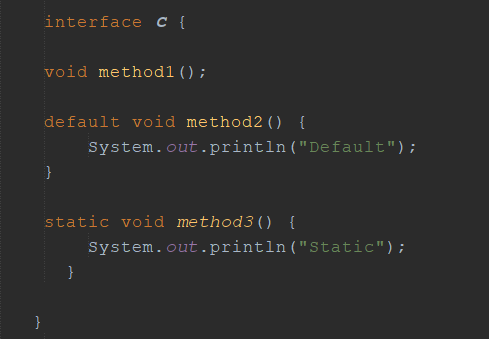 interface C {
void method1();
default void method2() {
System.out.println("Default");
}
static void method3() {
System.out.println("Static");
}
}